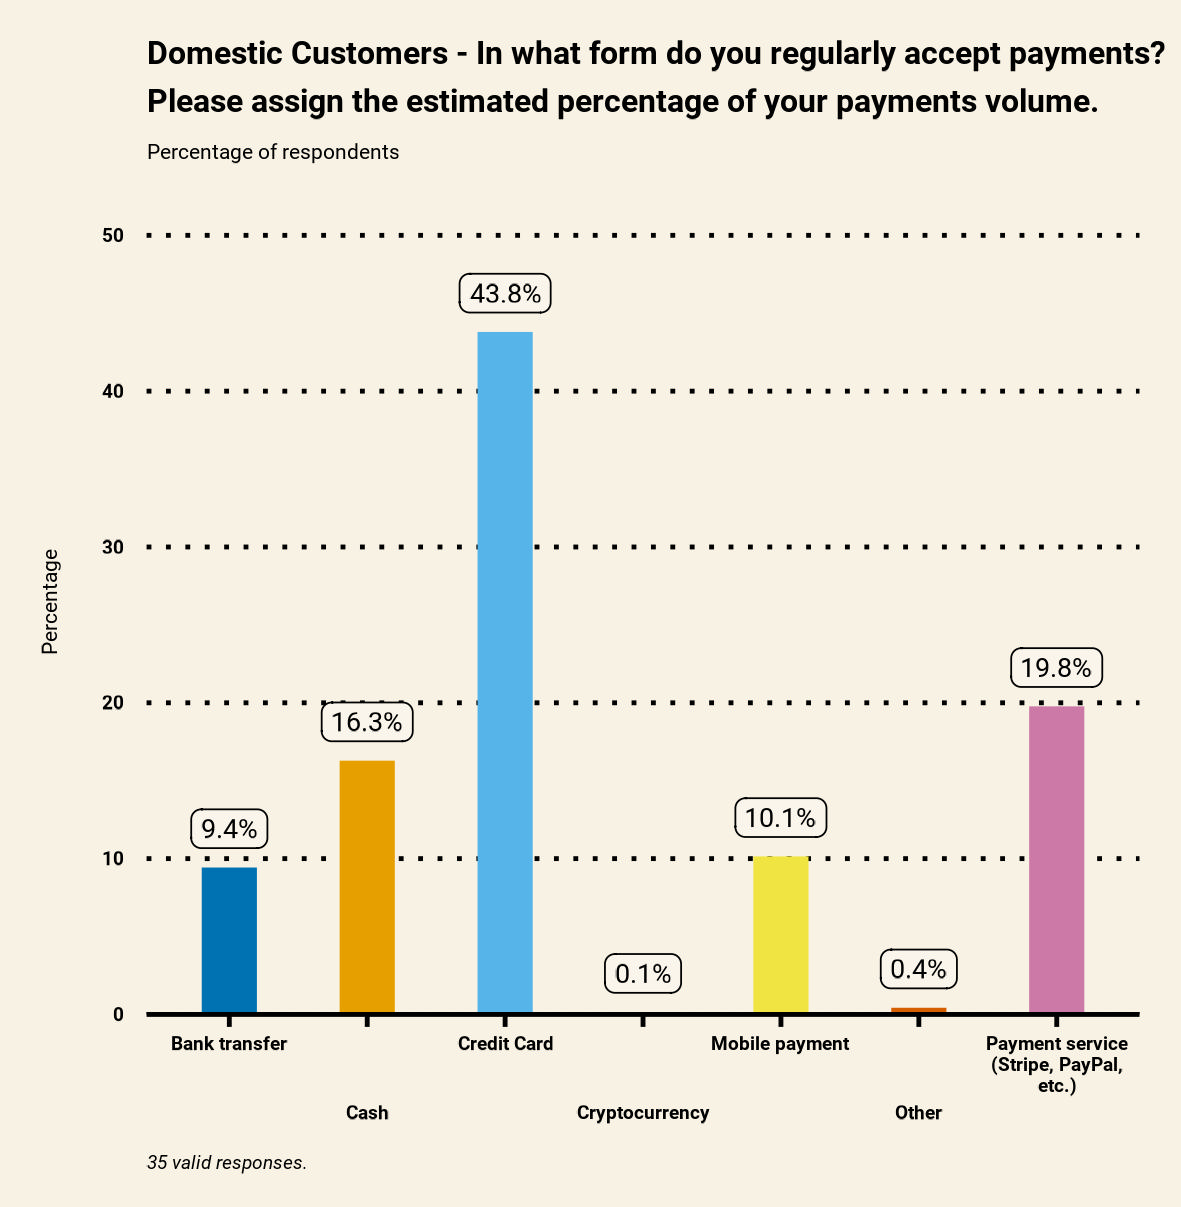 Domestic Customers - In what form do you regularly accept payments?
Please assign the estimated percentage of your payments volume.
Percentage of respondents
50
43.8%
40
30
Percentage
19.8%
20
16.3%
10.1%
9.4%
10
0.4%
0.1%
0
Bank transfer
Credit Card
Mobile payment
Payment service
(Stripe, PayPal,
etc.)
Cash
Cryptocurrency
Other
35 valid responses.